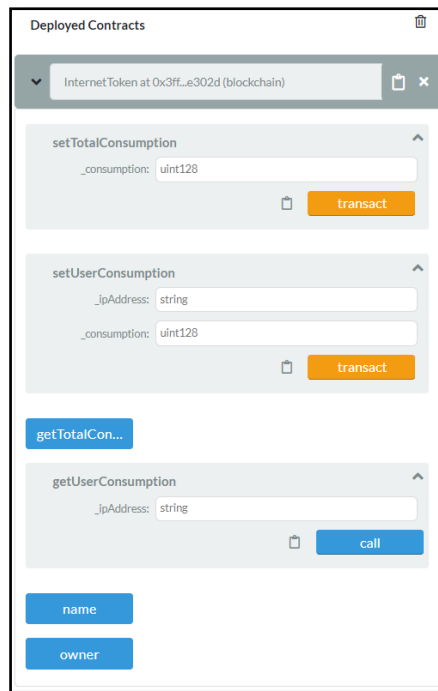 Deployed Contracts
InternetToken at 0x3ff...e302d (blockchain)
setTotalConsumption
_consumption: uint128
transact
setUserConsumption
_ipAddress: string
_consumption: uint128
transact
getTotalCon...
getUserConsumption
_ipAddress: string
call
name
owner